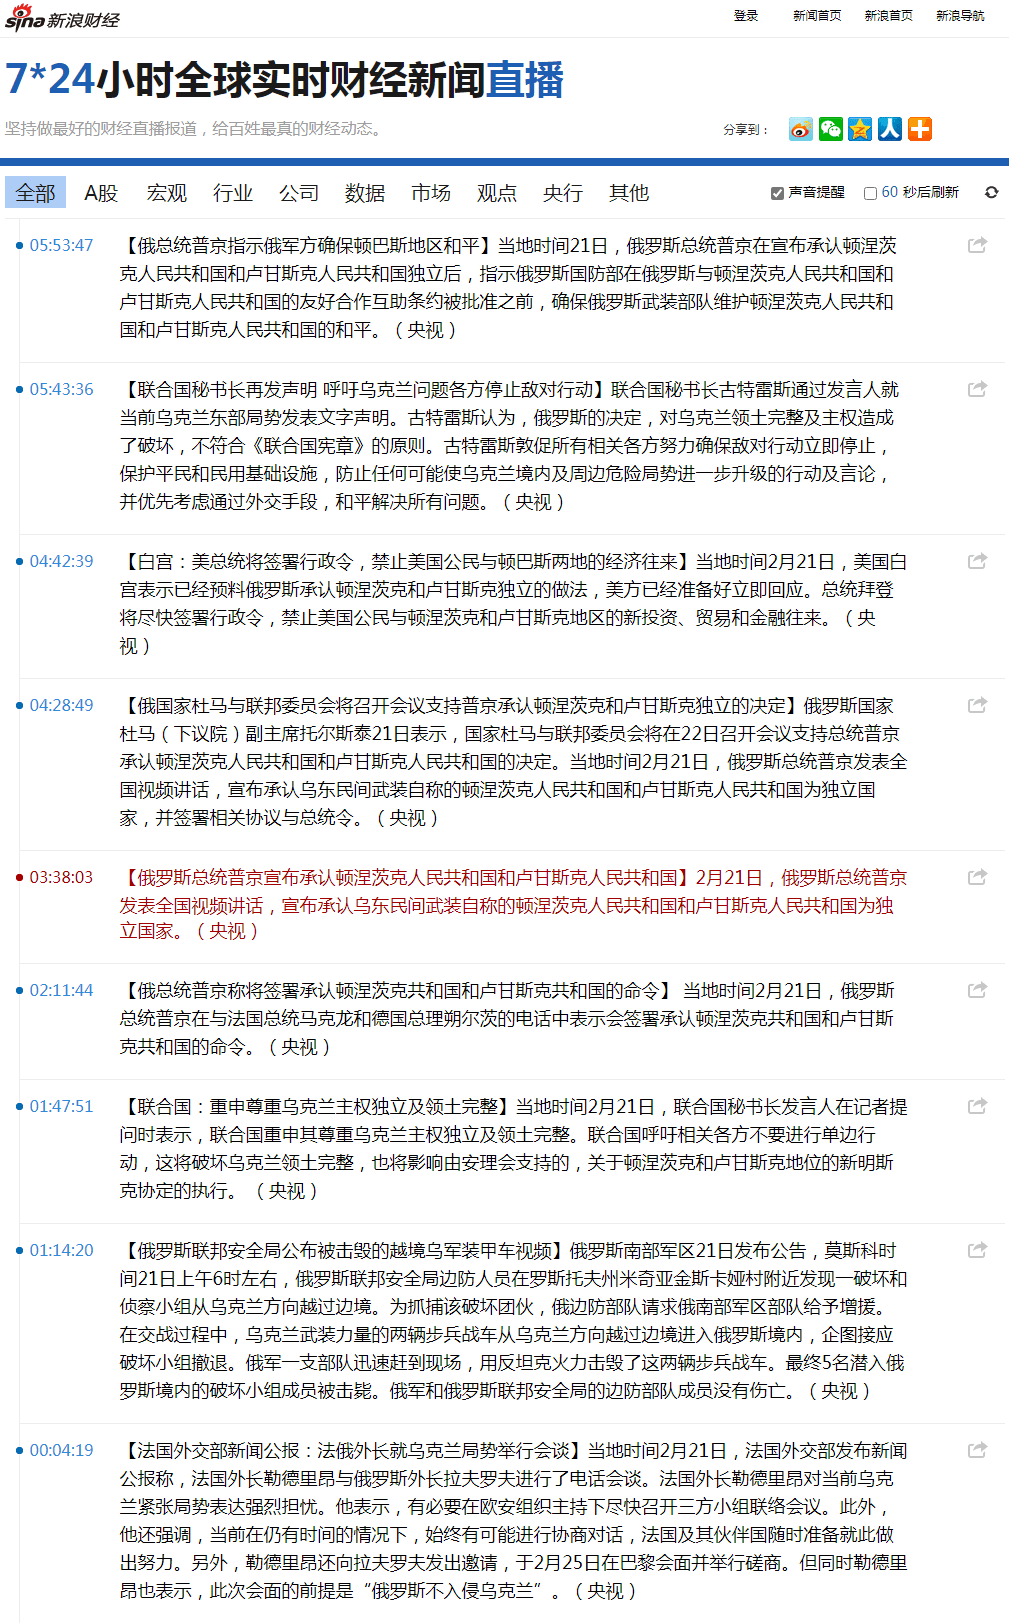 sina 新浪财经
登录 新闻首页 新浪首页 新浪导航
7*24小时全球实时财经新闻直播
坚持做最好的财经直播报道，给百姓最真的财经动态。
分享到：
全部 A股 宏观 行业 公司 数据 市场 观点 央行 其他 声音提醒 60 秒后刷新
05:53:47 【俄总统普京指示俄军方确保顿巴斯地区和平】当地时间21日，俄罗斯总统普京在宣布承认顿涅茨
克人民共和国和卢甘斯克人民共和国独立后，指示俄罗斯国防部在俄罗斯与顿涅茨克人民共和国和
卢甘斯克人民共和国的友好合作互助条约被批准之前，确保俄罗斯武装部队维护顿涅茨克人民共和
国和卢甘斯克人民共和国的和平。（央视）
05:43:36 【联合国秘书长再发声明 呼吁乌克兰问题各方停止敌对行动】联合国秘书长古特雷斯通过发言人就
当前乌克兰东部局势发表文字声明。古特雷斯认为，俄罗斯的决定，对乌克兰领土完整及主权造成
了破坏，不符合《联合国宪章》的原则。古特雷斯敦促所有相关各方努力确保敌对行动立即停止，
保护平民和民用基础设施，防止任何可能使乌克兰境内及周边危险局势进一步升级的行动及言论，
并优先考虑通过外交手段，和平解决所有问题。（央视）
04:42:39 【白宫：美总统将签署行政令，禁止美国公民与顿巴斯两地的经济往来】当地时间2月21日，美国白
宫表示已经预料俄罗斯承认顿涅茨克和卢甘斯克独立的做法，美方已经准备好立即回应。总统拜登
将尽快签署行政令，禁止美国公民与顿涅茨克和卢甘斯克地区的新投资、贸易和金融往来。（央
视）
04:28:49 【俄国家杜马与联邦委员会将召开会议支持普京承认顿涅茨克和卢甘斯克独立的决定】俄罗斯国家
杜马（下议院）副主席托尔斯泰21日表示，国家杜马与联邦委员会将在22日召开会议支持总统普京
承认顿涅茨克人民共和国和卢甘斯克人民共和国的决定。当地时间2月21日，俄罗斯总统普京发表全
国视频讲话，宣布承认乌东民间武装自称的顿涅茨克人民共和国和卢甘斯克人民共和国为独立国
家，并签署相关协议与总统令。（央视）
03:38:03 【俄罗斯总统普京宣布承认顿涅茨克人民共和国和卢甘斯克人民共和国】2月21日，俄罗斯总统普京
发表全国视频讲话，宣布承认乌东民间武装自称的顿涅茨克人民共和国和卢甘斯克人民共和国为独
立国家。（央视）
02:11:44 【俄总统普京称将签署承认顿涅茨克共和国和卢甘斯克共和国的命令】 当地时间2月21日，俄罗斯
总统普京在与法国总统马克龙和德国总理朔尔茨的电话中表示会签署承认顿涅茨克共和国和卢甘斯
克共和国的命令。（央视）
01:47:51 【联合国：重申尊重乌克兰主权独立及领土完整】当地时间2月21日，联合国秘书长发言人在记者提
问时表示，联合国重申其尊重乌克兰主权独立及领土完整。联合国呼吁相关各方不要进行单边行
动，这将破坏乌克兰领土完整，也将影响由安理会支持的，关于顿涅茨克和卢甘斯克地位的新明斯
克协定的执行。 （央视）
01:14:20 【俄罗斯联邦安全局公布被击毁的越境乌军装甲车视频】俄罗斯南部军区21日发布公告，莫斯科时
间21日上午6时左右，俄罗斯联邦安全局边防人员在罗斯托夫州米奇亚金斯卡娅村附近发现一破坏和
侦察小组从乌克兰方向越过边境。为抓捕该破坏团伙，俄边防部队请求俄南部军区部队给予增援。
在交战过程中，乌克兰武装力量的两辆步兵战车从乌克兰方向越过边境进入俄罗斯境内，企图接应
破坏小组撤退。俄军一支部队迅速赶到现场，用反坦克火力击毁了这两辆步兵战车。最终5名潜入俄
罗斯境内的破坏小组成员被击毙。俄军和俄罗斯联邦安全局的边防部队成员没有伤亡。（央视）
00:04:19 【法国外交部新闻公报：法俄外长就乌克兰局势举行会谈】当地时间2月21日，法国外交部发布新闻
公报称，法国外长勒德里昂与俄罗斯外长拉夫罗夫进行了电话会谈。法国外长勒德里昂对当前乌克
兰紧张局势表达强烈担忧。他表示，有必要在欧安组织主持下尽快召开三方小组联络会议。此外，
他还强调，当前在仍有时间的情况下，始终有可能进行协商对话，法国及其伙伴国随时准备就此做
出努力。另外，勒德里昂还向拉夫罗夫发出邀请，于2月25日在巴黎会面并举行磋商。但同时勒德里
昂也表示，此次会面的前提是“俄罗斯不入侵乌克兰”。（央视）